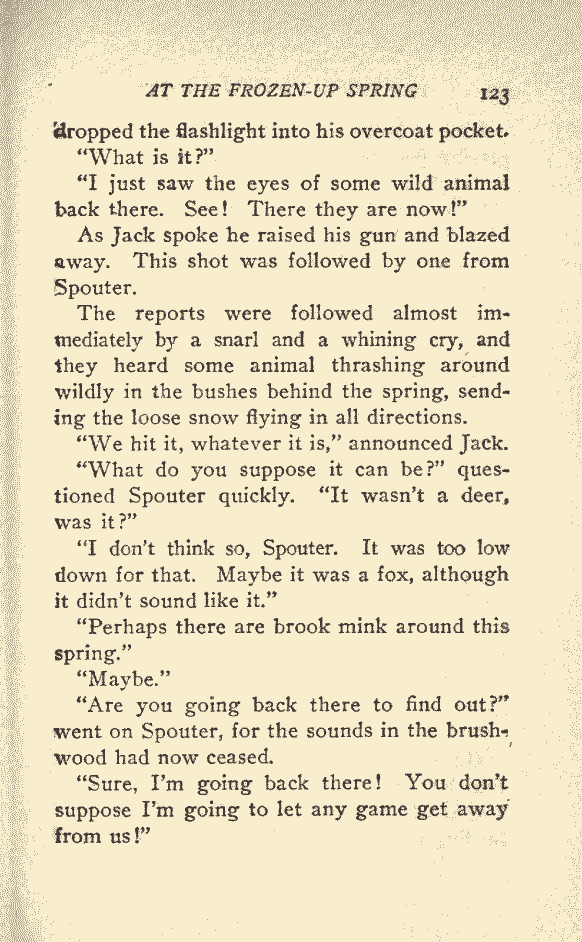 AT THE FROZEN-UP SPRING 123
dropped the flashlight into his overcoat pocket.
“What is it?”
“I just saw the eyes of some wild animal
back there. See! There they are now!”
As Jack spoke he raised his gun and blazed
away. This shot was followed by one from
Spouter.
The reports were followed almost im-
mediately by a snarl and a whining cry, and
they heard some animal thrashing around
wildly in the bushes behind the spring, send-
ing the loose snow flying in all directions.
“We hit it, whatever it is,” announced Jack.
“What do you suppose it can be?” ques-
tioned Spouter quickly. “It wasn’t a deer,
was it?”
“I don’t think so, Spouter. It was too low
down for that. Maybe it was a fox, although
it didn’t sound like it.”
“Perhaps there are brook mink around this
spring.”
“Maybe.”
“Are you going back there to find out?”
went on Spouter, for the sounds in the brush-
wood had now ceased.
“Sure, I’m going back there! You don’t
suppose I’m going to let any game get away
from us!”